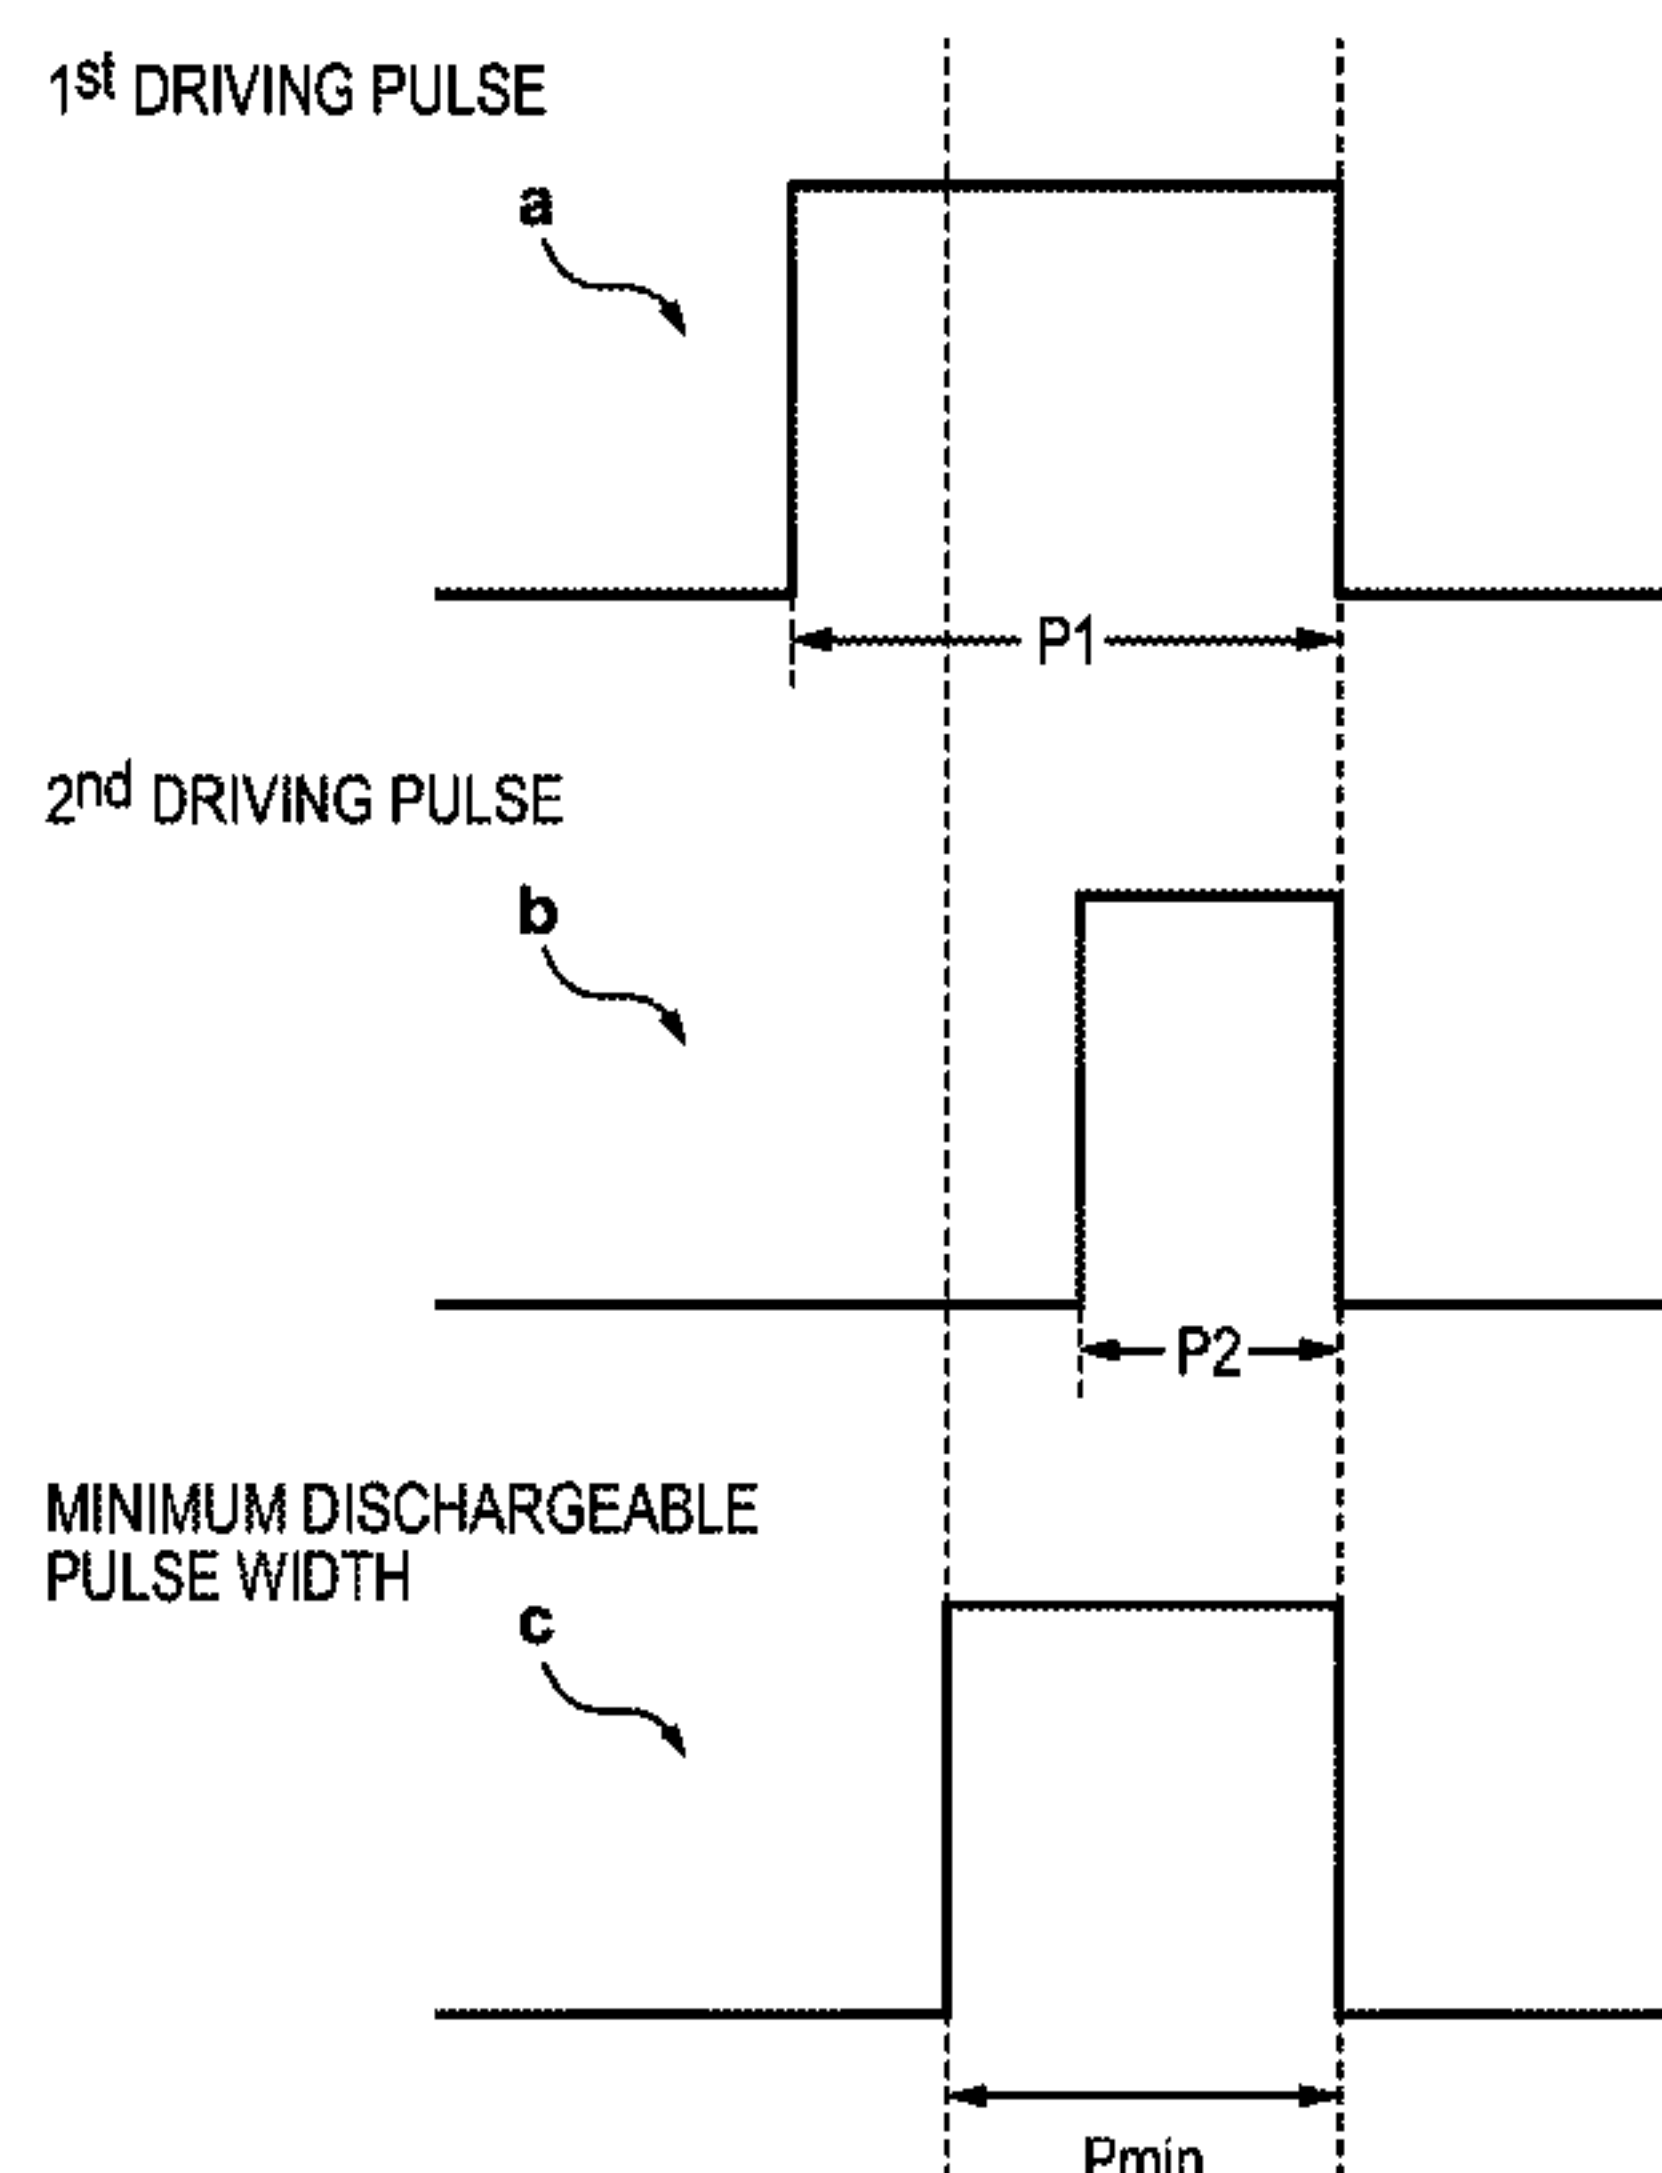 1st DRIVING PULSE
a
P1
2nd DRIVING PULSE
b
P2
MINIMUM DISCHARGEABLE
PULSE WIDTH
c
Pmin